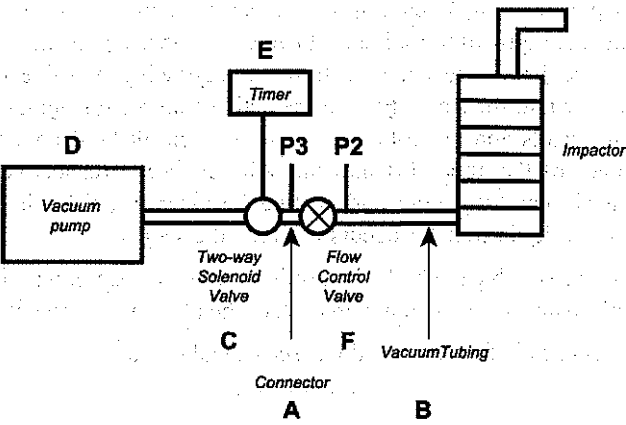 E
Timer
D
P3
P2
Impactor
Vacuum
pump
Two-way
Solenoid
Valve
Flow
Control
Valve
C
F
VacuumTubing
Connector
A
B